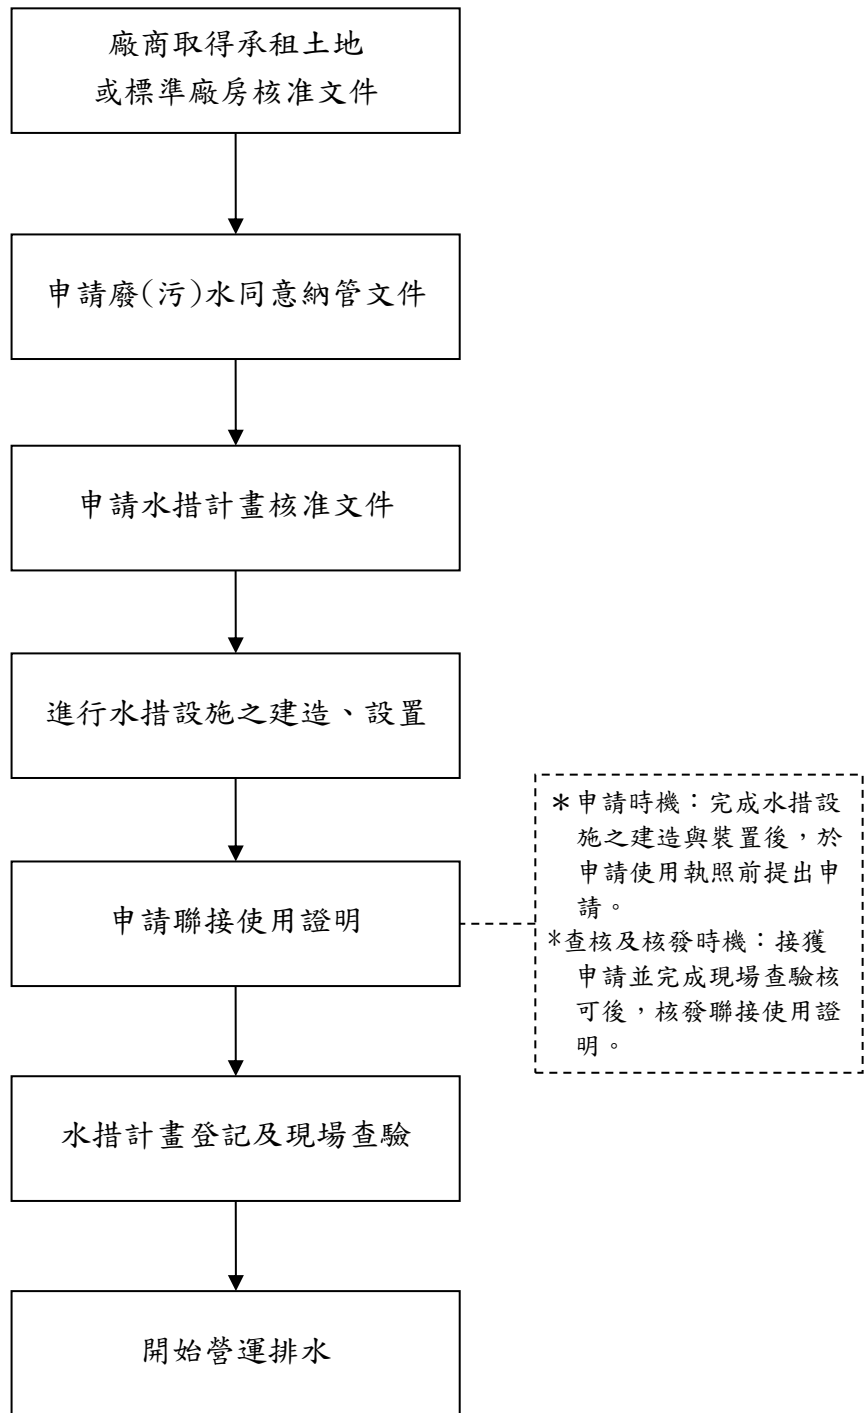 廠商取得承租土地
或標準廠房核准文件
申請廢(污)水同意納管文件
申請水措計畫核准文件
進行水措設施之建造、設置
申請聯接使用證明
＊申請時機：完成水措設
施之建造與裝置後，於
申請使用執照前提出申
請。
*查核及核發時機：接獲
申請並完成現場查驗核
可後，核發聯接使用證
明。
水措計畫登記及現場查驗
開始營運排水